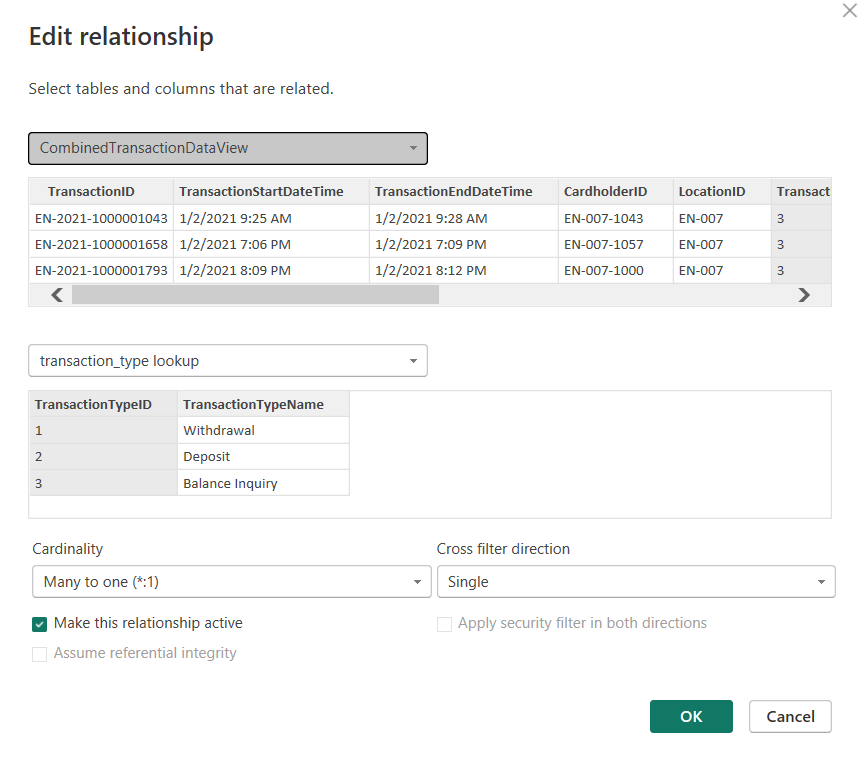 Edit relationship
Select tables and columns that are related.
CombinedTransactionDataView
TransactionID TransactionStartDateTime TransactionEndDateTime CardholderID LocationID Transact
EN-2021-1000001043 1/2/2021 9:25 AM 1/2/2021 9:28 AM EN-007-1043 EN-007 3
EN-2021-1000001658 1/2/2021 7:06 PM 1/2/2021 7:09 PM EN-007-1057 EN-007 3
EN-2021-1000001793 1/2/2021 8:09 PM 1/2/2021 8:12 PM EN-007-1000 EN-007 3
transaction_type lookup
TransactionTypeID TransactionTypeName
1 Withdrawal
2 Deposit
3 Balance Inquiry
Cardinality Cross filter direction
Many to one (*:1) Single
Make this relationship active Apply security filter in both directions
Assume referential integrity
OK Cancel